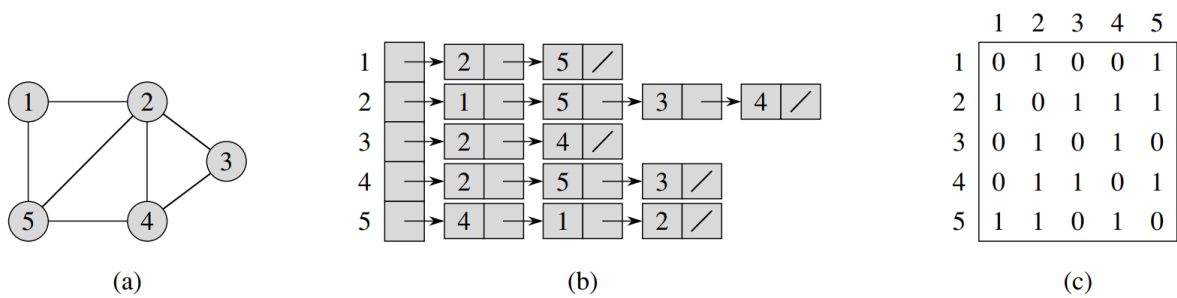 1 2 3 4 5
1 2 5 / 1 0 1 0 0 1
1 2 2 1 5 3 4 / 2 1 0 1 1 1
3 3 2 4 / 3 0 1 0 1 0
5 4 4 2 5 3 / 4 0 1 1 0 1
5 4 1 2 / 5 1 1 0 1 0
(a) (b) (c)